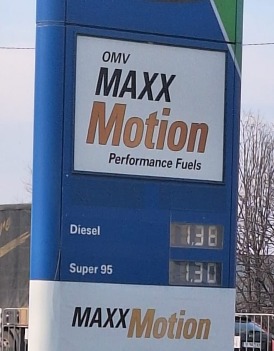 OMV
MAXX
Motion
Performance Fuels
Diesel 1.38
Super 95 1.30
MAXXMotion